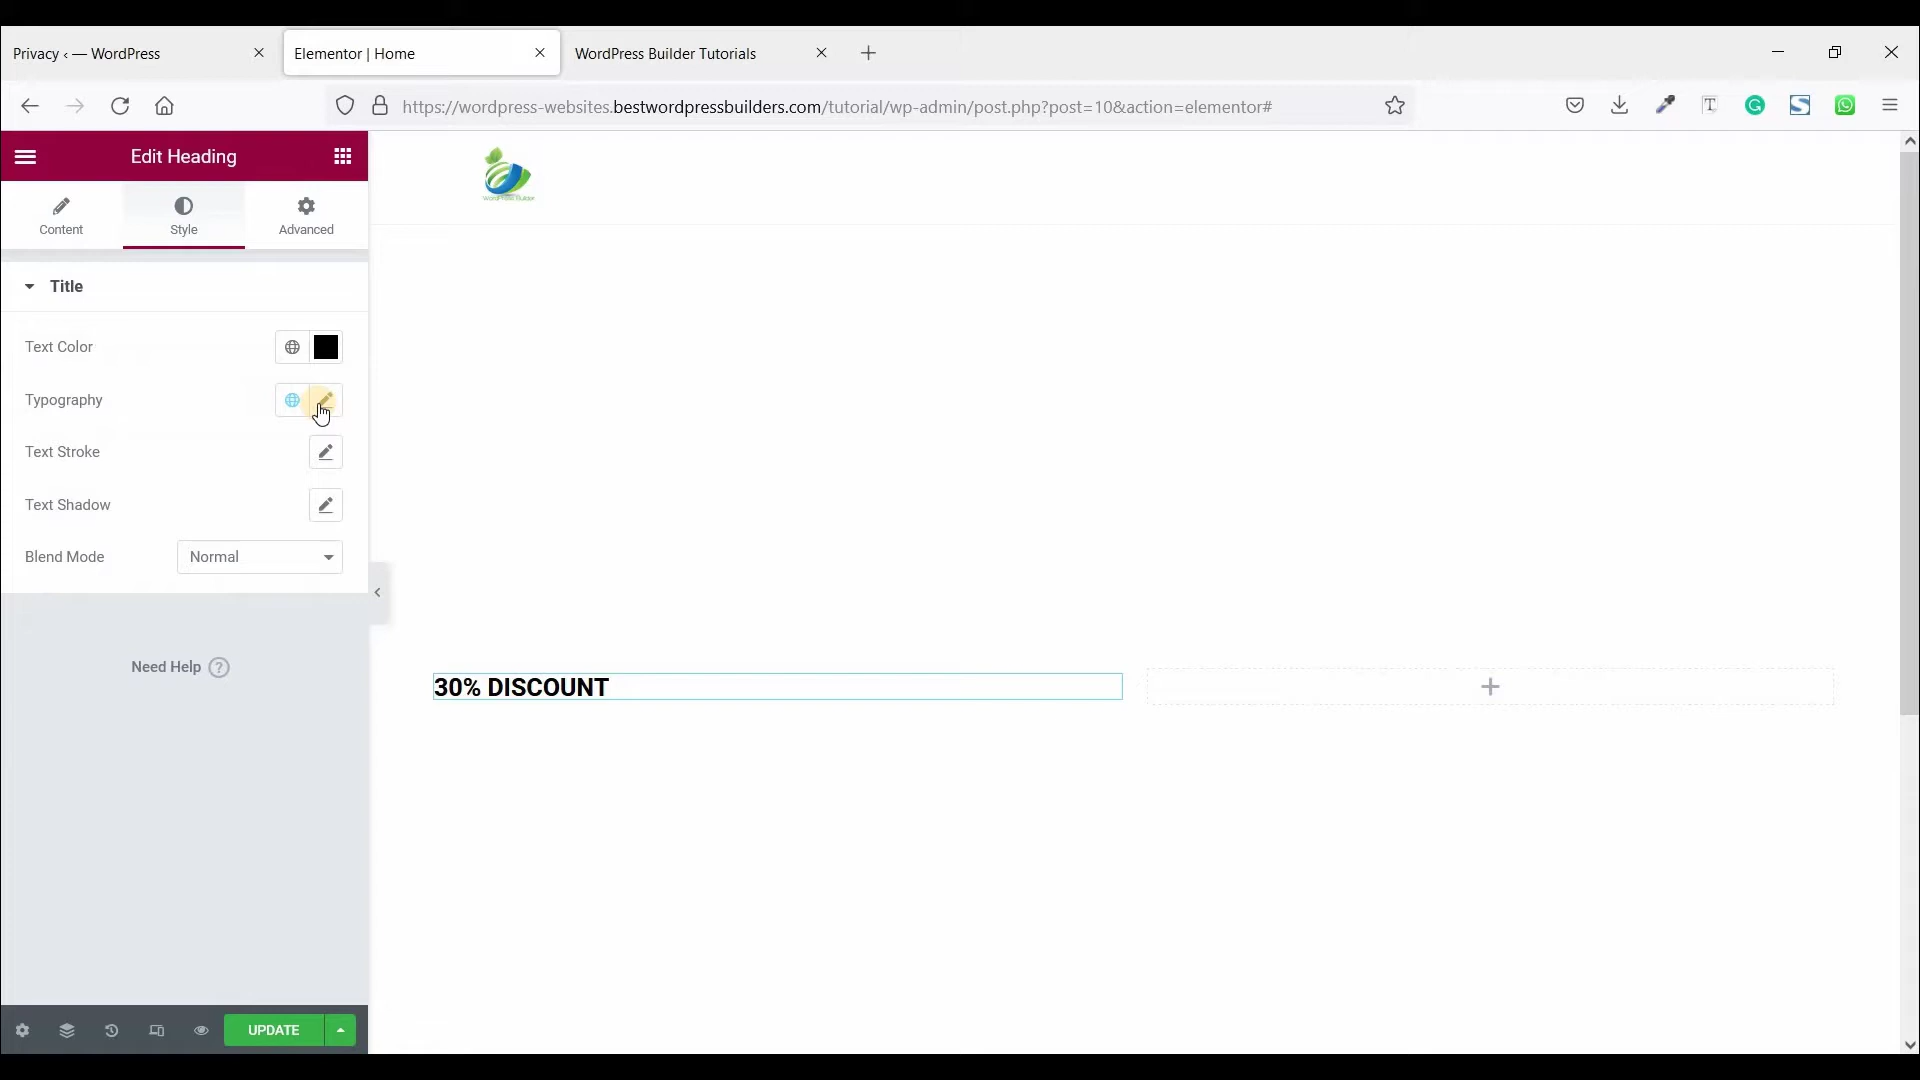 Privacy ‹ — WordPress
Elementor | Home
WordPress Builder Tutorials
https://wordpress-websites.bestwordpressbuilders.com/tutorial/wp-admin/post.php?post=10&action=elementor#
Edit Heading
Content
Style
Advanced
WordPress Builder
Title
Text Color
Typography
Text Stroke
Text Shadow
Blend Mode
Normal
Need Help ?
30% DISCOUNT
UPDATE